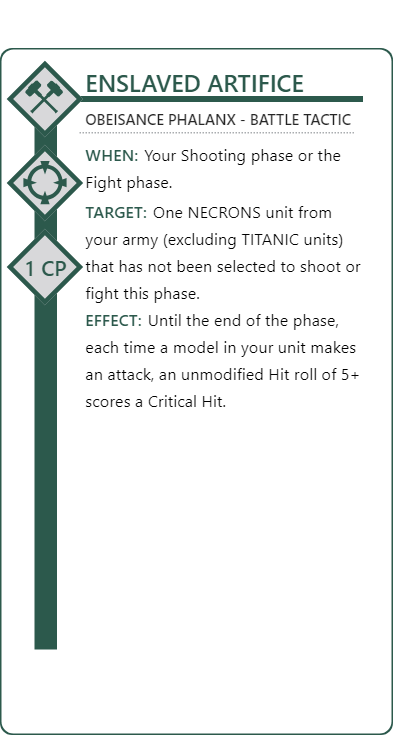 ENSLAVED ARTIFICE
OBEISANCE PHALANX - BATTLE TACTIC
WHEN: Your Shooting phase or the
Fight phase.
TARGET: One NECRONS unit from
your army (excluding TITANIC units)
1 CP
that has not been selected to shoot or
fight this phase.
EFFECT: Until the end of the phase,
each time a model in your unit makes
an attack, an unmodified Hit roll of 5+
scores a Critical Hit.